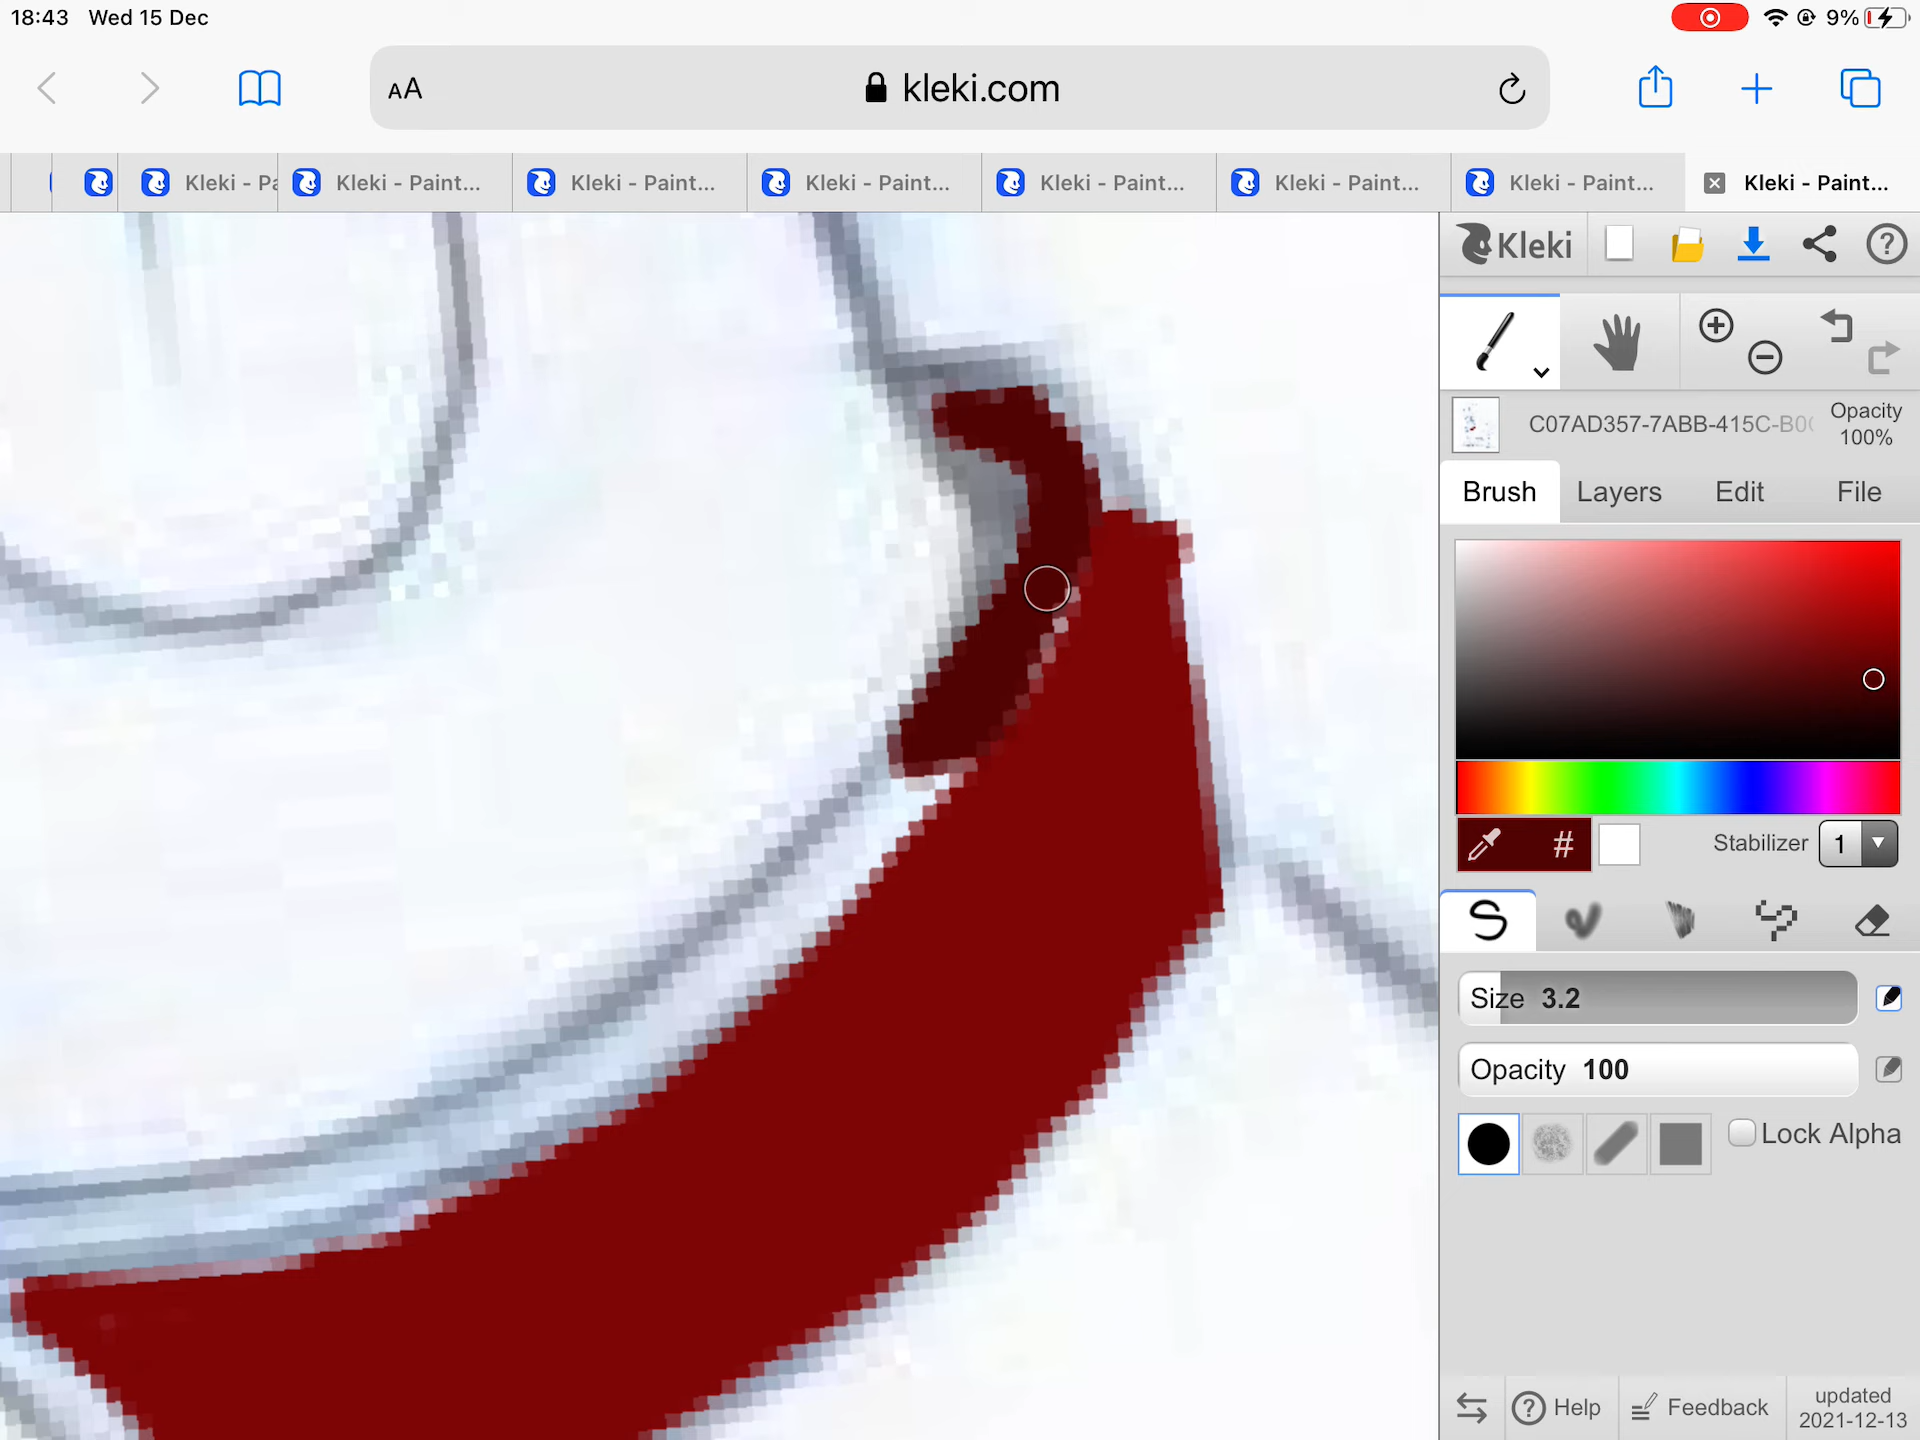 18:43 Wed 15 Dec
9%
AA
kleki.com
Kleki - Pa
Kleki - Paint...
Kleki - Paint...
Kleki - Paint...
Kleki - Paint...
Kleki - Paint...
Kleki - Paint...
Kleki - Paint...
Kleki
C07AD357-7ABB-415C-B0
Opacity
100%
Brush
Layers
Edit
File
#
Stabilizer 1
Size 3.2
Opacity 100
Lock Alpha
Help
Feedback
updated
2021-12-13